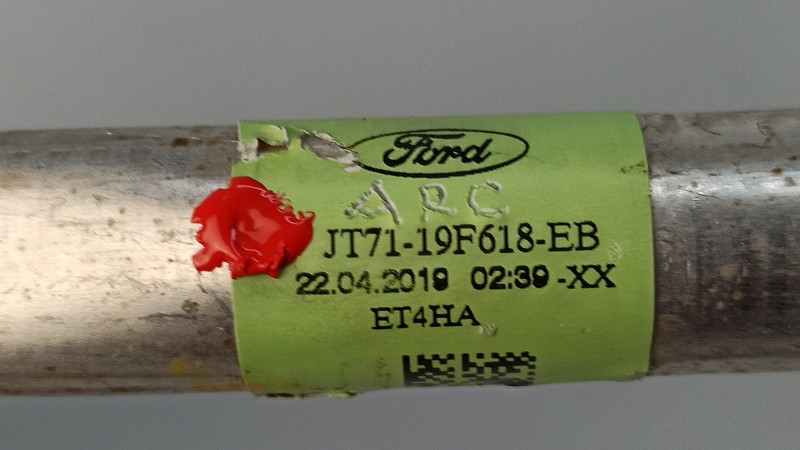 Ford
ARC
JT71-19F618-EB
22.04.2019 02:39 -XX
ET4HA